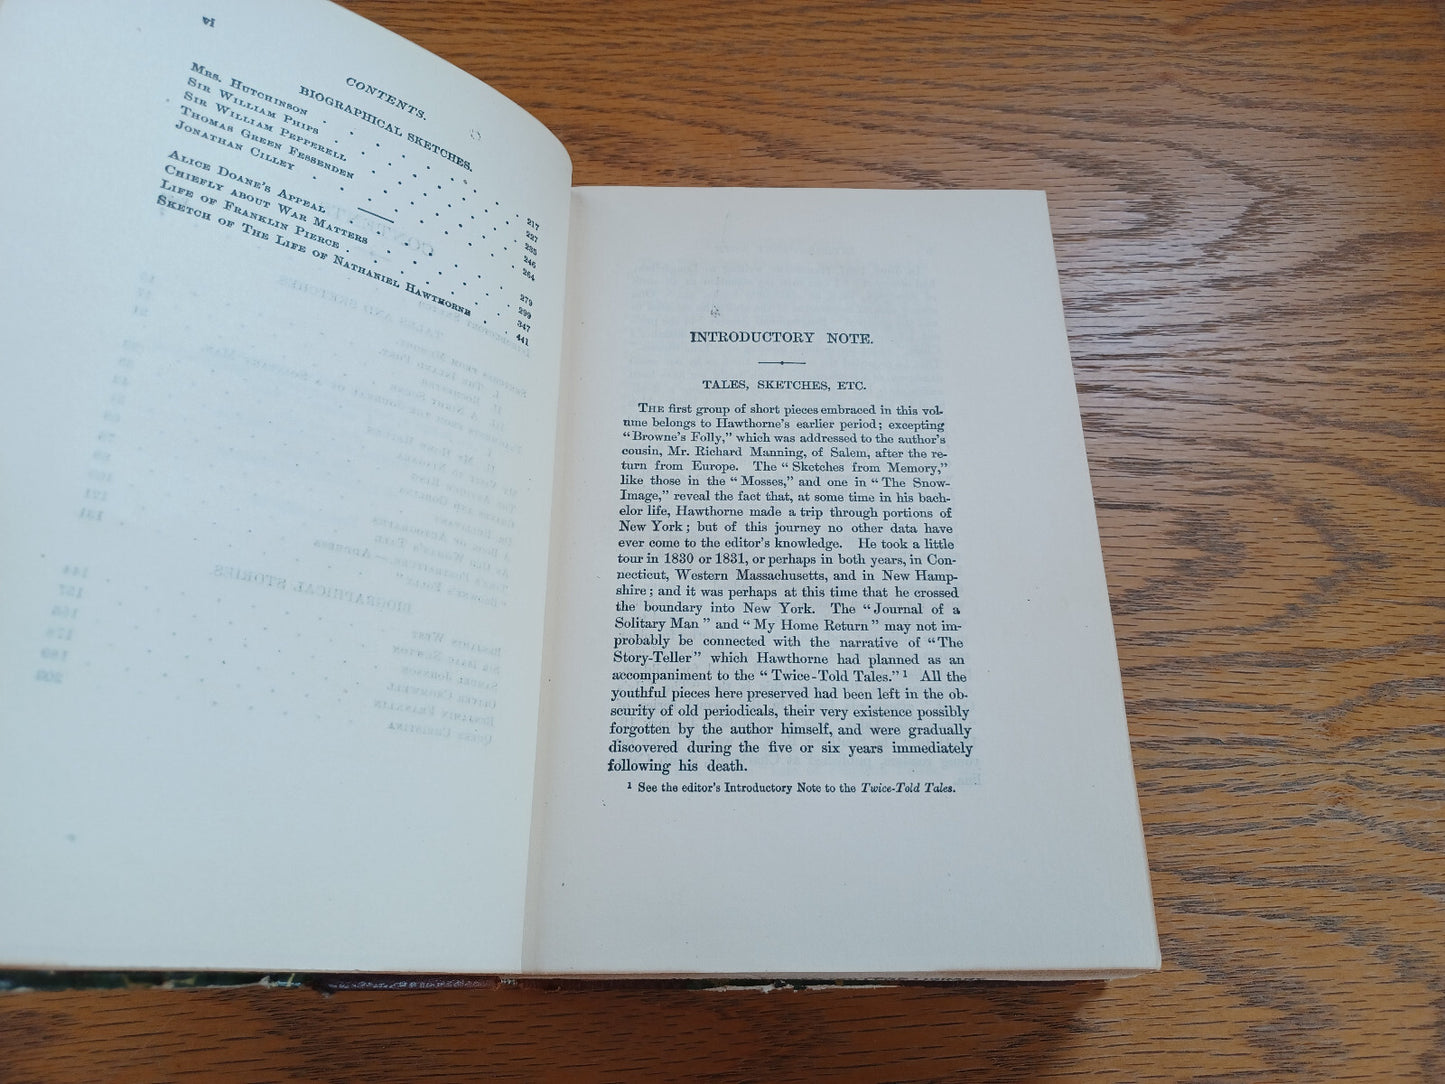 vi
CONTENTS.
BIOGRAPHICAL SKETCHES.
MRS. HUTCHINSON . . . . . . . 217
SIR WILLIAM PHIPS . . . . . . . 227
SIR WILLIAM PEPPERELL . . . . . . . 235
THOMAS GREEN FESSENDEN . . . . . . . 246
JONATHAN CILLEY . . . . . . . 264
ALICE DOANE'S APPEAL . . . . . . . 279
CHIEFLY ABOUT WAR MATTERS . . . . . . . 299
LIFE OF FRANKLIN PIERCE . . . . . . . 347
SKETCH OF THE LIFE OF NATHANIEL HAWTHORNE . . 441
INTRODUCTORY NOTE.
TALES, SKETCHES, ETC.
THE first group of short pieces embraced in this vol-
ume belongs to Hawthorne's earlier period; excepting
"Browne's Folly," which was addressed to the author's
cousin, Mr. Richard Manning, of Salem, after the re-
turn from Europe. The "Sketches from Memory,"
like those in the "Mosses," and one in "The Snow-
Image," reveal the fact that, at some time in his bach-
elor life, Hawthorne made a trip through portions of
New York; but of this journey no other data have
ever come to the editor's knowledge. He took a little
tour in 1830 or 1831, or perhaps in both years, in Con-
necticut, Western Massachusetts, and in New Hamp-
shire; and it was perhaps at this time that he crossed
the boundary into New York. The "Journal of a
Solitary Man" and "My Home Return" may not im-
probably be connected with the narrative of "The
Story-Teller" which Hawthorne had planned as an
accompaniment to the "Twice-Told Tales."¹ All the
youthful pieces here preserved had been left in the ob-
scurity of old periodicals, their very existence possibly
forgotten by the author himself, and were gradually
discovered during the five or six years immediately
following his death.
¹ See the editor's Introductory Note to the Twice-Told Tales.